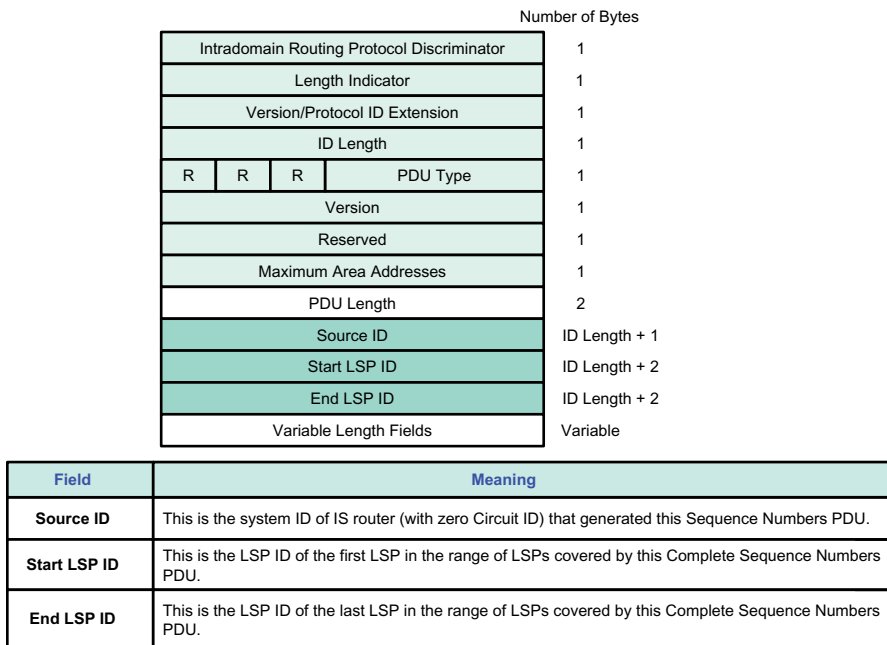 Number of Bytes
Intradomain Routing Protocol Discriminator 1
Length Indicator 1
Version/Protocol ID Extension 1
ID Length 1
R R R PDU Type 1
Version 1
Reserved 1
Maximum Area Addresses 1
PDU Length 2
Source ID ID Length + 1
Start LSP ID ID Length + 2
End LSP ID ID Length + 2
Variable Length Fields Variable
Field Meaning
Source ID This is the system ID of IS router (with zero Circuit ID) that generated this Sequence Numbers PDU.
Start LSP ID This is the LSP ID of the first LSP in the range of LSPs covered by this Complete Sequence Numbers
PDU.
End LSP ID This is the LSP ID of the last LSP in the range of LSPs covered by this Complete Sequence Numbers
PDU.